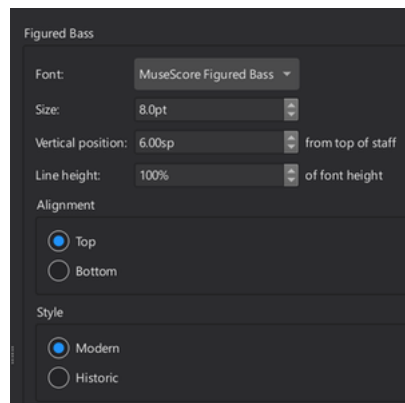 Figured Bass
Font: MuseScore Figured Bass
Size: 8.0pt
Vertical position: 6.00sp from top of staff
Line height: 100% of font height
Alignment
Top
Bottom
Style
Modern
Historic